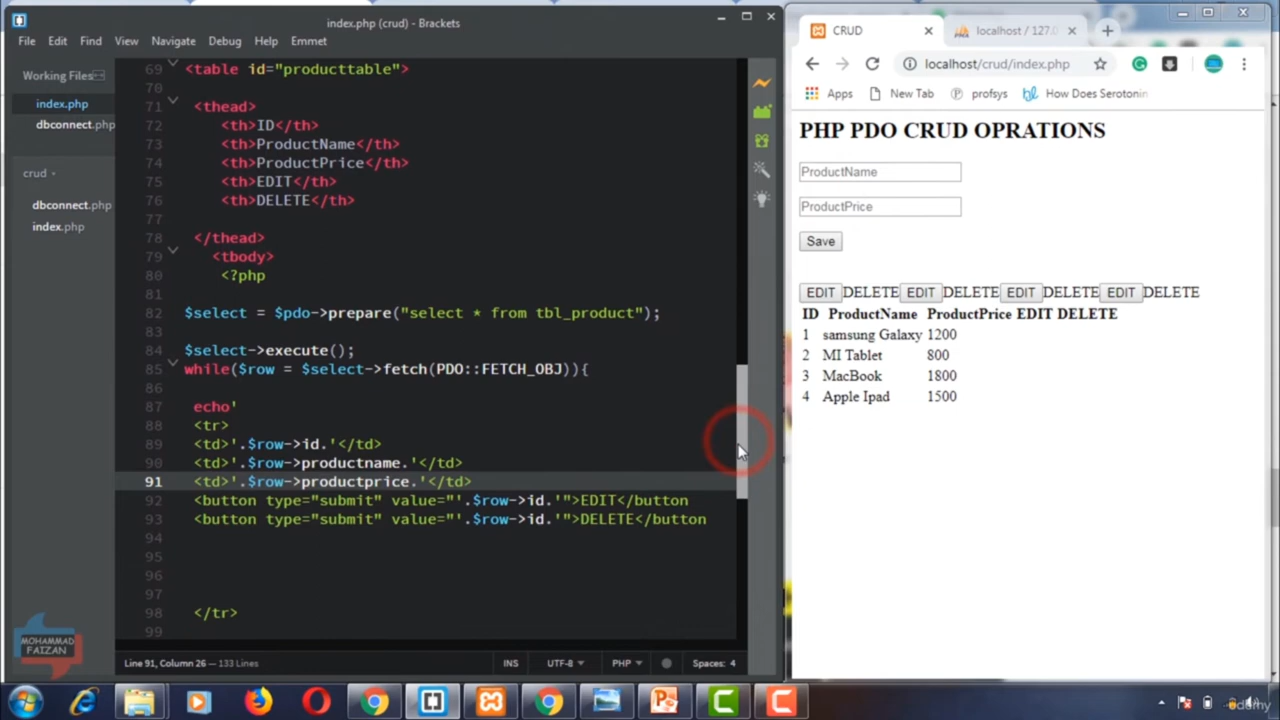 index.php (crud) - Brackets
File Edit Find View Navigate Debug Help Emmet
Working Files
index.php
dbconnect.php
crud
dbconnect.php
index.php
69 <table id="producttable">
70
71 <thead>
72 <th>ID</th>
73 <th>ProductName</th>
74 <th>ProductPrice</th>
75 <th>EDIT</th>
76 <th>DELETE</th>
77
78 </thead>
79 <tbody>
80 <?php
81
82 $select = $pdo->prepare("select * from tbl_product");
83
84 $select->execute();
85 while($row = $select->fetch(PDO::FETCH_OBJ)){
86
87 echo'
88 <tr>
89 <td>'.$row->id.'</td>
90 <td>'.$row->productname.'</td>
91 <td>'.$row->productprice.'</td>
92 <button type="submit" value="'.$row->id.'">EDIT</button
93 <button type="submit" value="'.$row->id.'">DELETE</button
94
95
96
97
98 </tr>
99
MOHAMMAD
FAIZAN
Line 91, Column 26 — 133 Lines
INS UTF-8 PHP Spaces: 4
CRUD
localhost / 127.0
localhost/crud/index.php
Apps New Tab profsys How Does Serotonin
PHP PDO CRUD OPRATIONS
ProductName
ProductPrice
Save
EDIT DELETE EDIT DELETE EDIT DELETE EDIT DELETE
ID ProductName ProductPrice EDIT DELETE
1 samsung Galaxy 1200
2 MI Tablet 800
3 MacBook 1800
4 Apple Ipad 1500